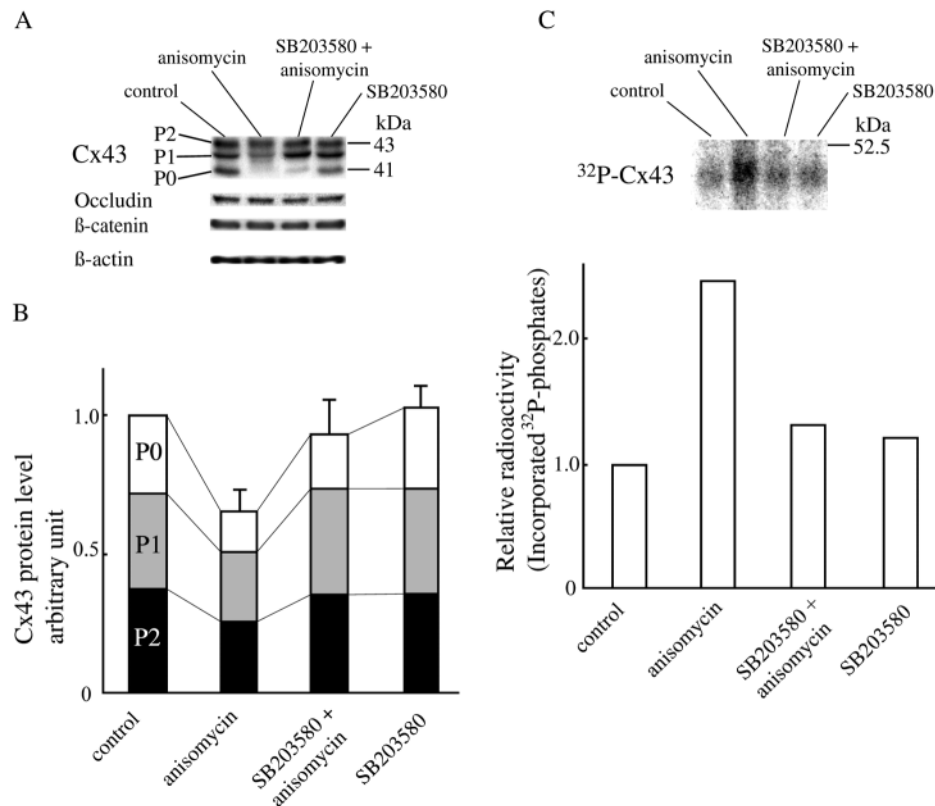 A
anisomycin
control
SB203580 +
anisomycin
SB203580
kDa
P2
P1
P0
Cx43
43
41
Occludin
ß-catenin
ß-actin
B
Cx43 protein level
arbitrary unit
1.0
0.5
0
P0
P1
P2
control
anisomycin
SB203580 +
anisomycin
SB203580
C
anisomycin
control
SB203580 +
anisomycin
SB203580
kDa
52.5
³²P-Cx43
Relative radioactivity
(Incorporated ³²P-phosphates)
2.0
1.0
0
control
anisomycin
SB203580 +
anisomycin
SB203580